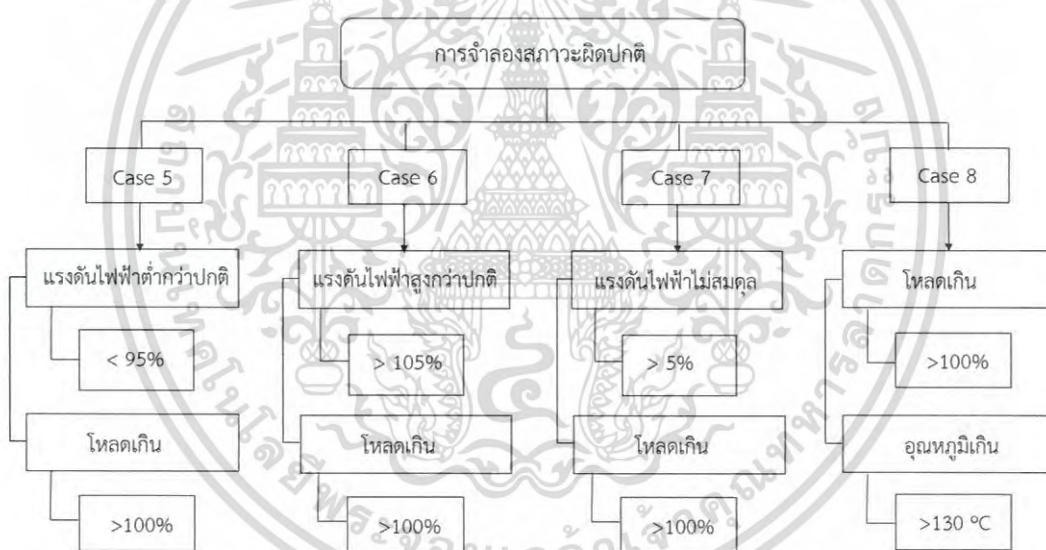 การจำลองสภาวะผิดปกติ
Case 5
Case 6
Case 7
Case 8
แรงดันไฟฟ้าต่ำกว่าปกติ
แรงดันไฟฟ้าสูงกว่าปกติ
แรงดันไฟฟ้าไม่สมดุล
โหลดเกิน
< 95%
> 105%
> 5%
>100%
โหลดเกิน
โหลดเกิน
โหลดเกิน
อุณหภูมิเกิน
>100%
>100%
>100%
>130 ºC